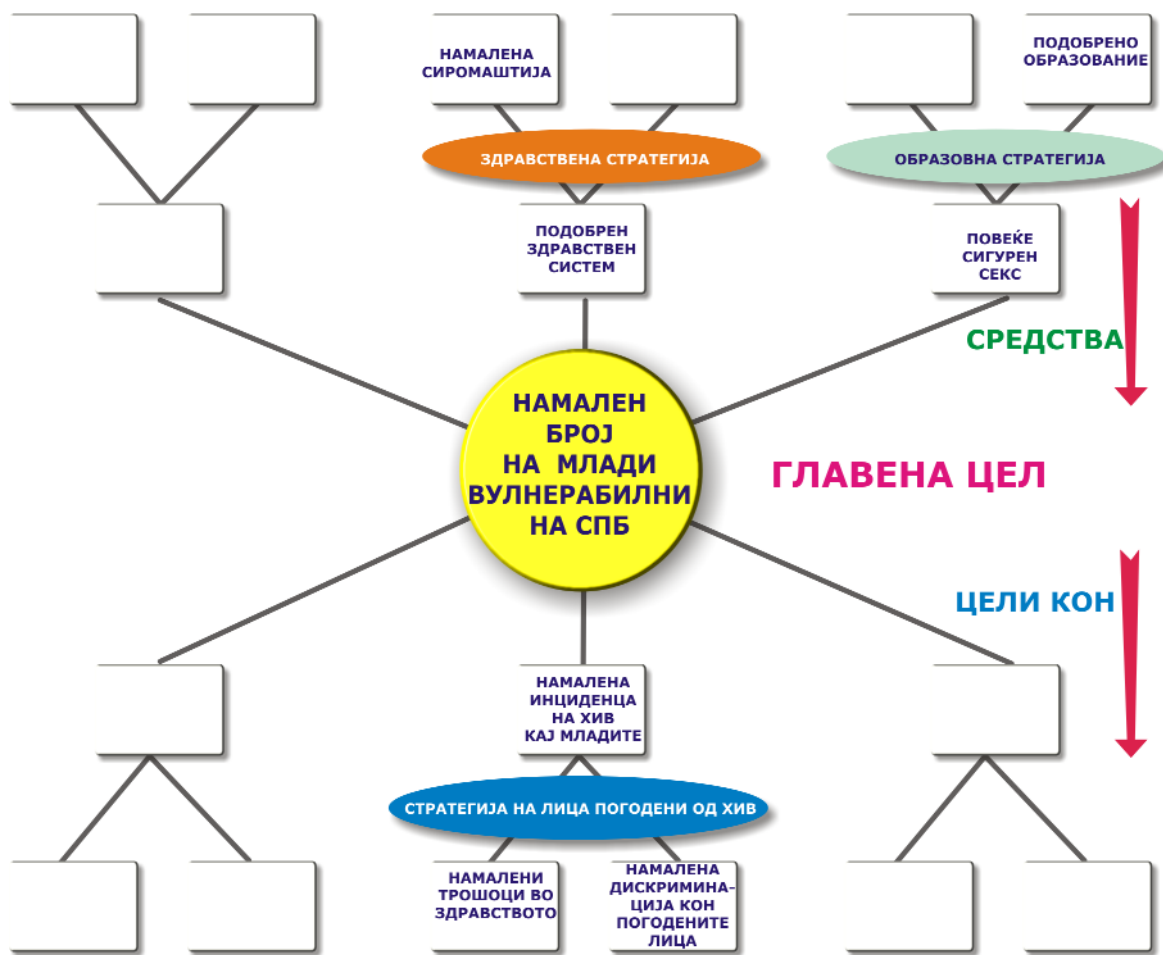 НАМАЛЕНА
СИРОМАШТИЈА
ПОДОБРЕНО
ОБРАЗОВАНИЕ
ЗДРАВСТВЕНА СТРАТЕГИЈА
ОБРАЗОВНА СТРАТЕГИЈА
ПОДОБРЕН
ЗДРАВСТВЕН
СИСТЕМ
ПОВЕЌЕ
СИГУРЕН
СЕКС
СРЕДСТВА
НАМАЛЕН
БРОЈ
НА МЛАДИ
ВУЛНЕРАБИЛНИ
НА СПБ
ГЛАВЕНА ЦЕЛ
ЦЕЛИ КОН
НАМАЛЕНА
ИНЦИДЕНЦА
НА ХИВ
КАЈ МЛАДИТЕ
СТРАТЕГИЈА НА ЛИЦА ПОГОДЕНИ ОД ХИВ
НАМАЛЕНИ
ТРОШОЦИ ВО
ЗДРАВСТВОТО
НАМАЛЕНА
ДИСКРИМИНА-
ЦИЈА КОН
ПОГОДЕНИТЕ
ЛИЦА